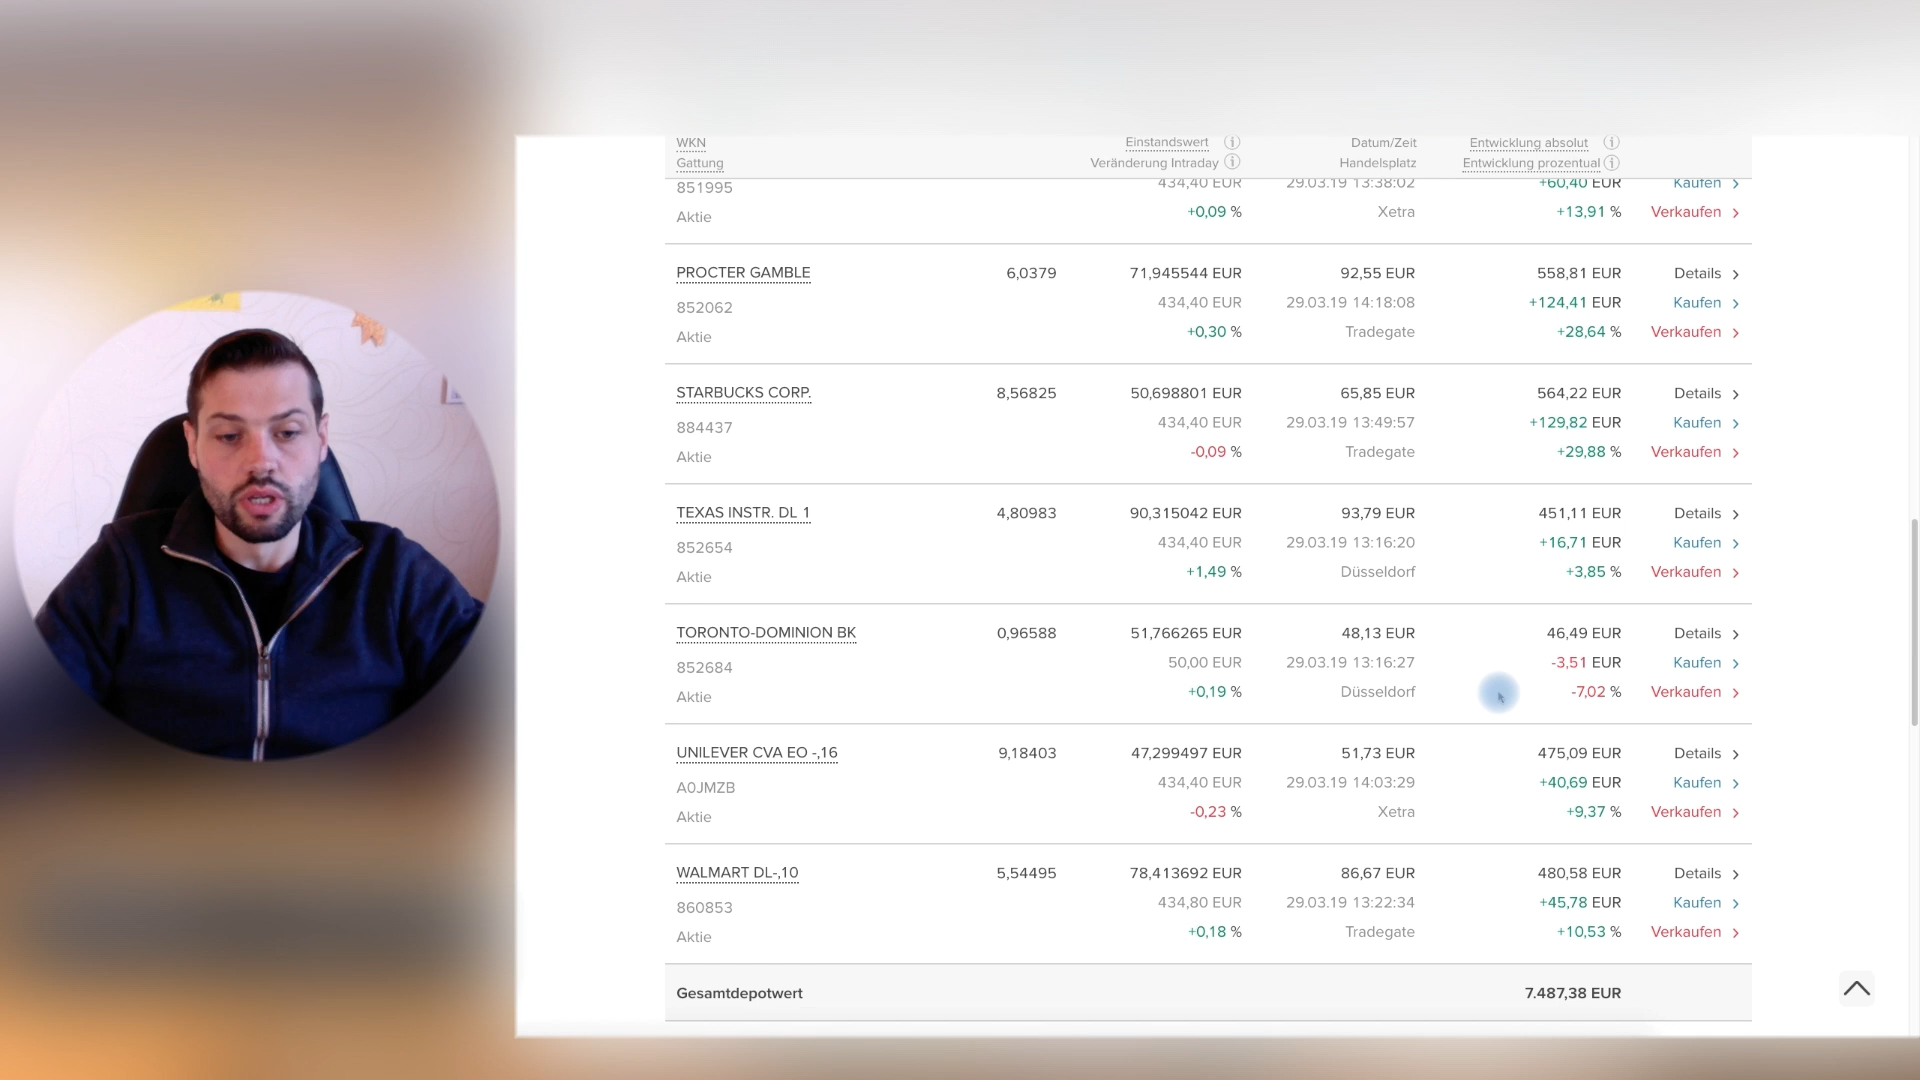 WKN Einstandswert Datum/Zeit Entwicklung absolut
Gattung Veränderung Intraday Handelsplatz Entwicklung prozentual
851995 434,40 EUR 29.03.19 13:38:02 +60,40 EUR Kaufen
Aktie +0,09 % Xetra +13,91 % Verkaufen
PROCTER GAMBLE 6,0379 71,945544 EUR 92,55 EUR 558,81 EUR Details
852062 434,40 EUR 29.03.19 14:18:08 +124,41 EUR Kaufen
Aktie +0,30 % Tradegate +28,64 % Verkaufen
STARBUCKS CORP. 8,56825 50,698801 EUR 65,85 EUR 564,22 EUR Details
884437 434,40 EUR 29.03.19 13:49:57 +129,82 EUR Kaufen
Aktie -0,09 % Tradegate +29,88 % Verkaufen
TEXAS INSTR. DL 1 4,80983 90,315042 EUR 93,79 EUR 451,11 EUR Details
852654 434,40 EUR 29.03.19 13:16:20 +16,71 EUR Kaufen
Aktie +1,49 % Düsseldorf +3,85 % Verkaufen
TORONTO-DOMINION BK 0,96588 51,766265 EUR 48,13 EUR 46,49 EUR Details
852684 50,00 EUR 29.03.19 13:16:27 -3,51 EUR Kaufen
Aktie +0,19 % Düsseldorf -7,02 % Verkaufen
UNILEVER CVA EO -,16 9,18403 47,299497 EUR 51,73 EUR 475,09 EUR Details
A0JMZB 434,40 EUR 29.03.19 14:03:29 +40,69 EUR Kaufen
Aktie -0,23 % Xetra +9,37 % Verkaufen
WALMART DL-,10 5,54495 78,413692 EUR 86,67 EUR 480,58 EUR Details
860853 434,80 EUR 29.03.19 13:22:34 +45,78 EUR Kaufen
Aktie +0,18 % Tradegate +10,53 % Verkaufen
Gesamtdepotwert 7.487,38 EUR